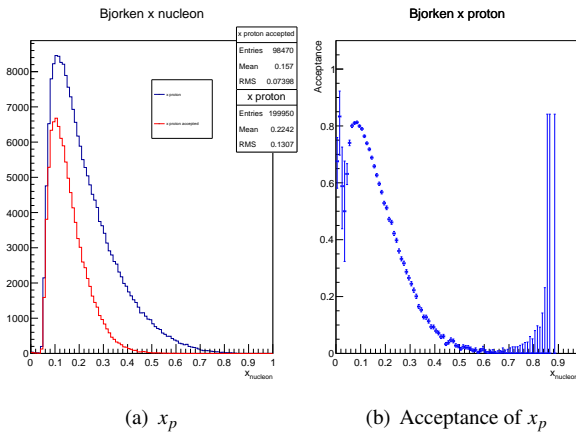 Bjorken x nucleon
x proton accepted
Entries 98470
Mean 0.157
RMS 0.07398
x proton
Entries 199950
Mean 0.2242
RMS 0.1307
x proton
x proton accepted
8000
7000
6000
5000
4000
3000
2000
1000
0
0 0.1 0.2 0.3 0.4 0.5 0.6 0.7 0.8 0.9 1
xnucleon
(a) xp
Bjorken x proton
Acceptance
1
0.8
0.6
0.4
0.2
0
0 0.1 0.2 0.3 0.4 0.5 0.6 0.7 0.8 0.9
xnucleon
(b) Acceptance of xp